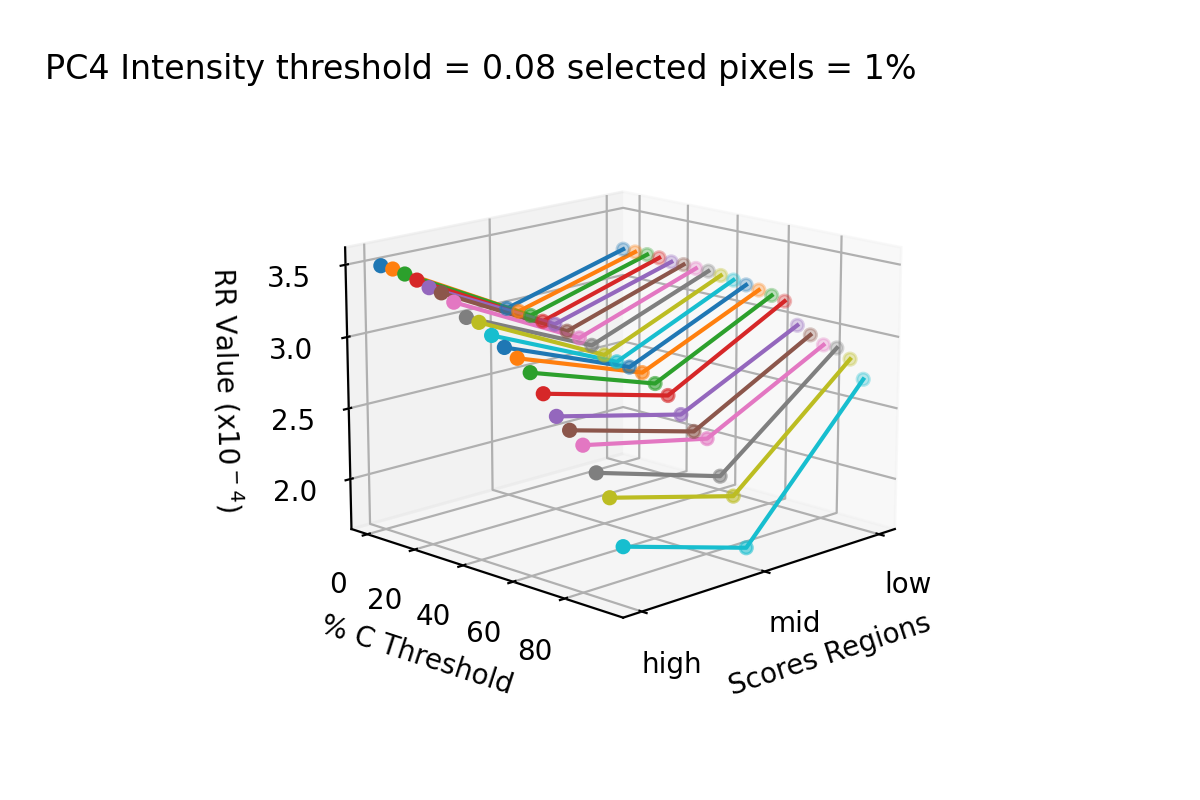 PC4 Intensity threshold = 0.08 selected pixels = 1%
3.5
3.0
2.5
2.0
RR Value (x10⁻⁴)
0
20
40
60
80
% C Threshold
high
mid
low
Scores Regions